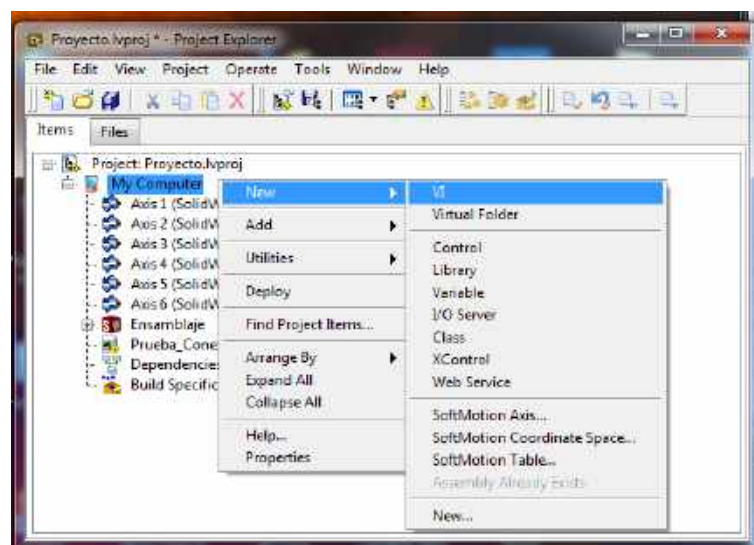 Proyecto.lvproj * - Project Explorer
File Edit View Project Operate Tools Window Help
Items Files
Project: Proyecto.lvproj
My Computer
Axis 1 (SolidW
Axis 2 (SolidW
Axis 3 (SolidW
Axis 4 (SolidW
Axis 5 (SolidW
Axis 6 (SolidW
Ensamblaje
Prueba_Cone
Dependencie
Build Specific
New
Add
Utilities
Deploy
Find Project Items...
Arrange By
Expand All
Collapse All
Help...
Properties
VI
Virtual Folder
Control
Library
Variable
I/O Server
Class
XControl
Web Service
SoftMotion Axis...
SoftMotion Coordinate Space...
SoftMotion Table...
Assembly Already Exists
New...